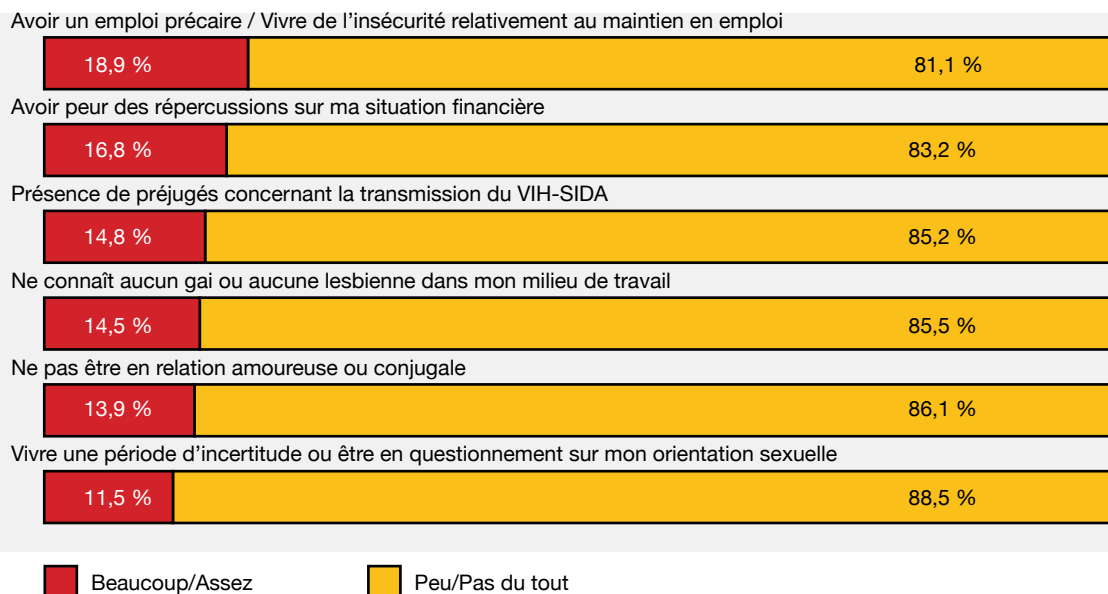 Avoir un emploi précaire / Vivre de l’insécurité relativement au maintien en emploi
18,9 % 81,1 %
Avoir peur des répercussions sur ma situation financière
16,8 % 83,2 %
Présence de préjugés concernant la transmission du VIH-SIDA
14,8 % 85,2 %
Ne connaît aucun gai ou aucune lesbienne dans mon milieu de travail
14,5 % 85,5 %
Ne pas être en relation amoureuse ou conjugale
13,9 % 86,1 %
Vivre une période d’incertitude ou être en questionnement sur mon orientation sexuelle
11,5 % 88,5 %
Beaucoup/Assez Peu/Pas du tout